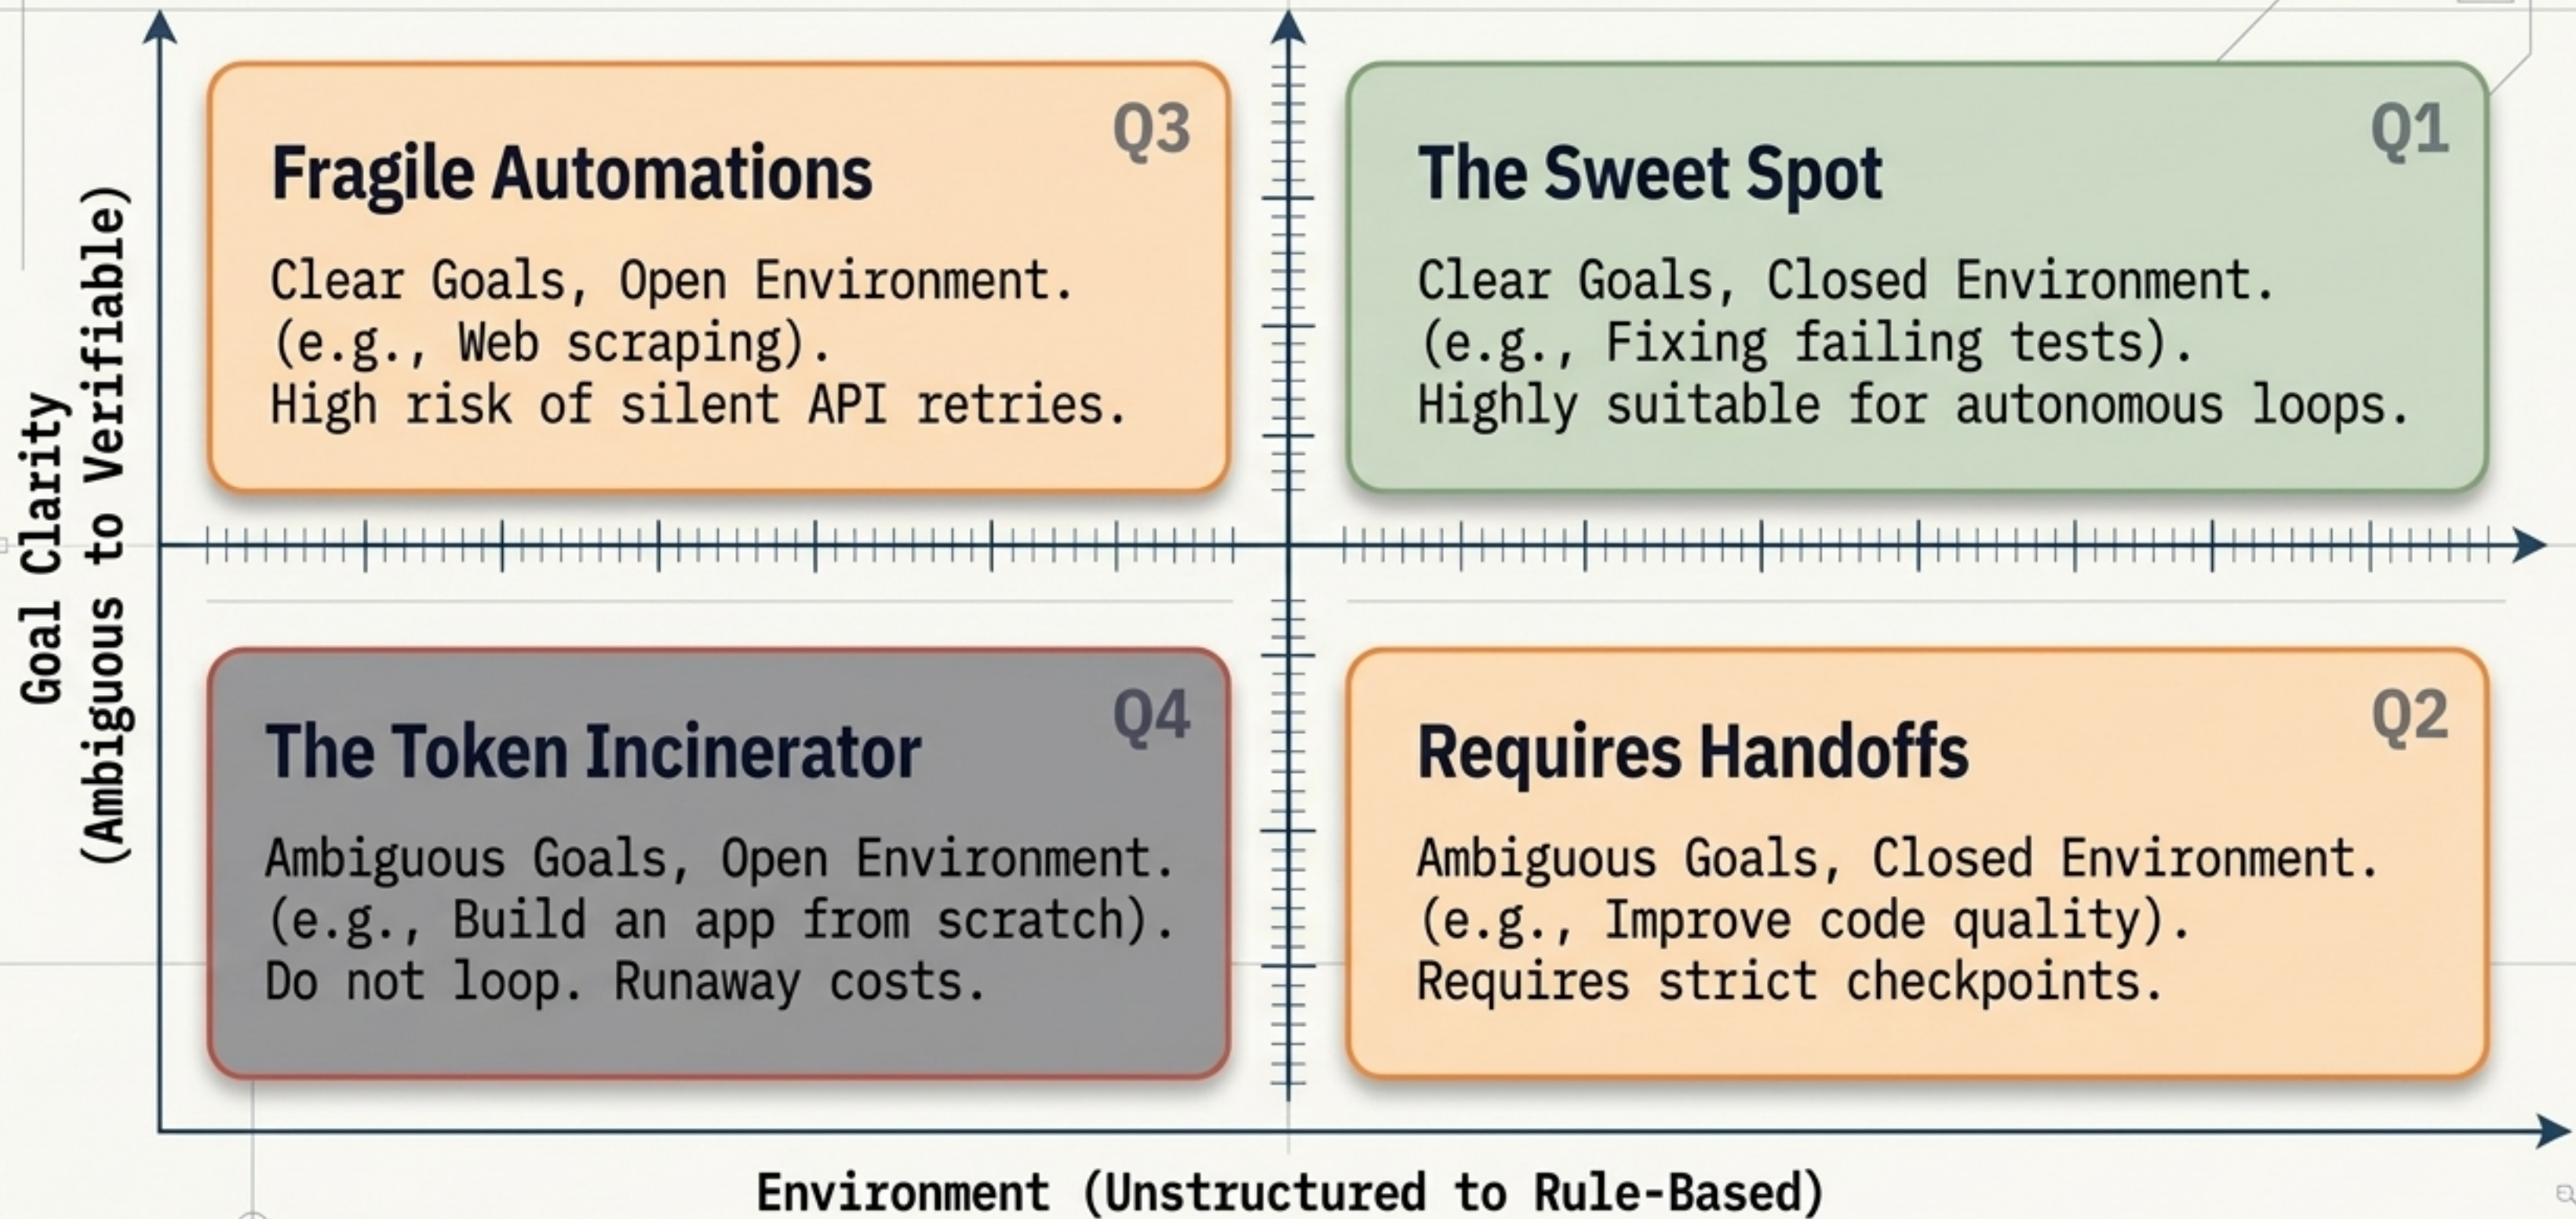 Goal Clarity
(Ambiguous to Verifiable)
Q3
Fragile Automations
Clear Goals, Open Environment.
(e.g., Web scraping).
High risk of silent API retries.
Q1
The Sweet Spot
Clear Goals, Closed Environment.
(e.g., Fixing failing tests).
Highly suitable for autonomous loops.
Q4
The Token Incinerator
Ambiguous Goals, Open Environment.
(e.g., Build an app from scratch).
Do not loop. Runaway costs.
Q2
Requires Handoffs
Ambiguous Goals, Closed Environment.
(e.g., Improve code quality).
Requires strict checkpoints.
Environment (Unstructured to Rule-Based)